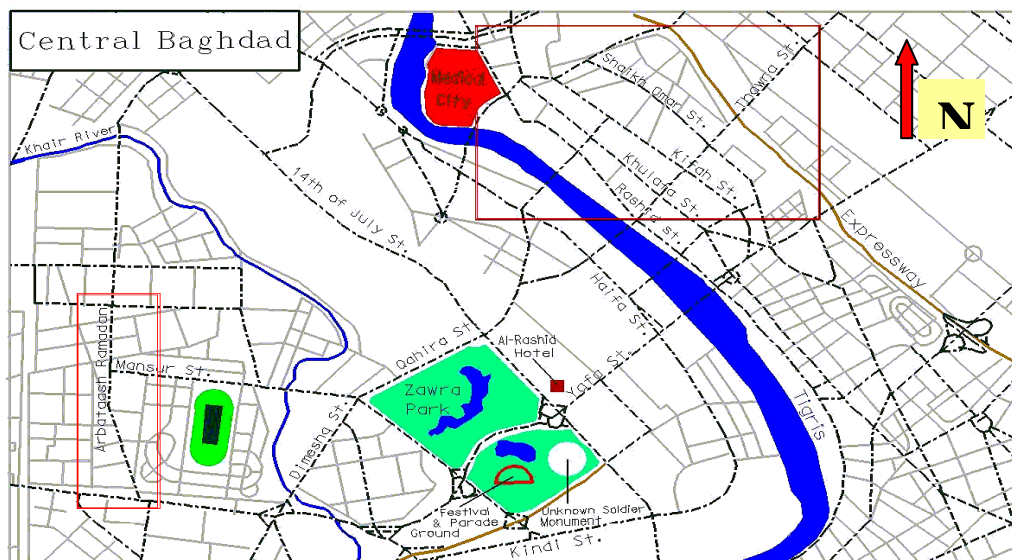 Central Baghdad
N
Medical
City
Shaikh omar st.
Thawra St.
Khair River
Kifah St.
Khulafa St.
Rashid st.
14th of July St.
Expressway
Haifa St.
Arbataash Ramadan
Qahira St.
Al-Rashid
Hotel
Mansur St.
Yafa St.
Zawra
Park
Dimesha St.
Tigris
Festival
& Parade
Ground
Unknown Soldier
Monument
Kindi St.